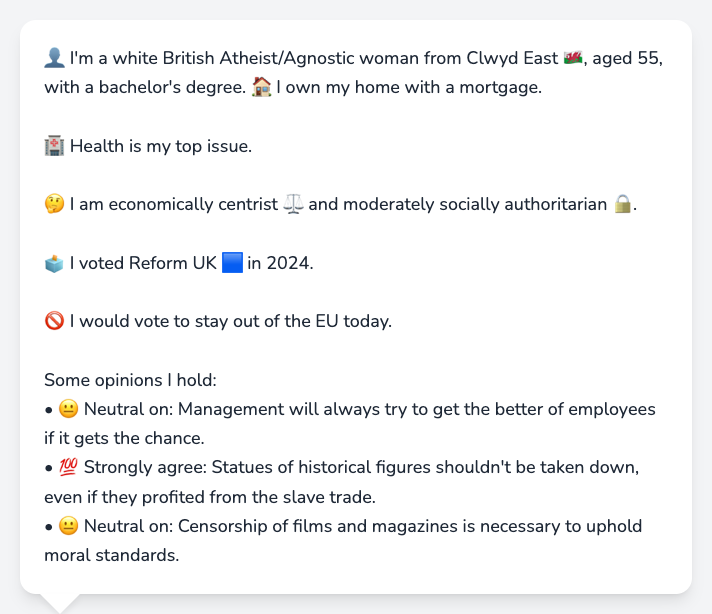 👤 I'm a white British Atheist/Agnostic woman from Clwyd East 🏴󠁧󠁢󠁷󠁬󠁳󠁿, aged 55,
with a bachelor's degree. 🏠 I own my home with a mortgage.
🏥 Health is my top issue.
🤔 I am economically centrist ⚖️ and moderately socially authoritarian 🔒.
🗳️ I voted Reform UK 🟦 in 2024.
🚫 I would vote to stay out of the EU today.
Some opinions I hold:
• 😐 Neutral on: Management will always try to get the better of employees
if it gets the chance.
• 💯 Strongly agree: Statues of historical figures shouldn't be taken down,
even if they profited from the slave trade.
• 😐 Neutral on: Censorship of films and magazines is necessary to uphold
moral standards.